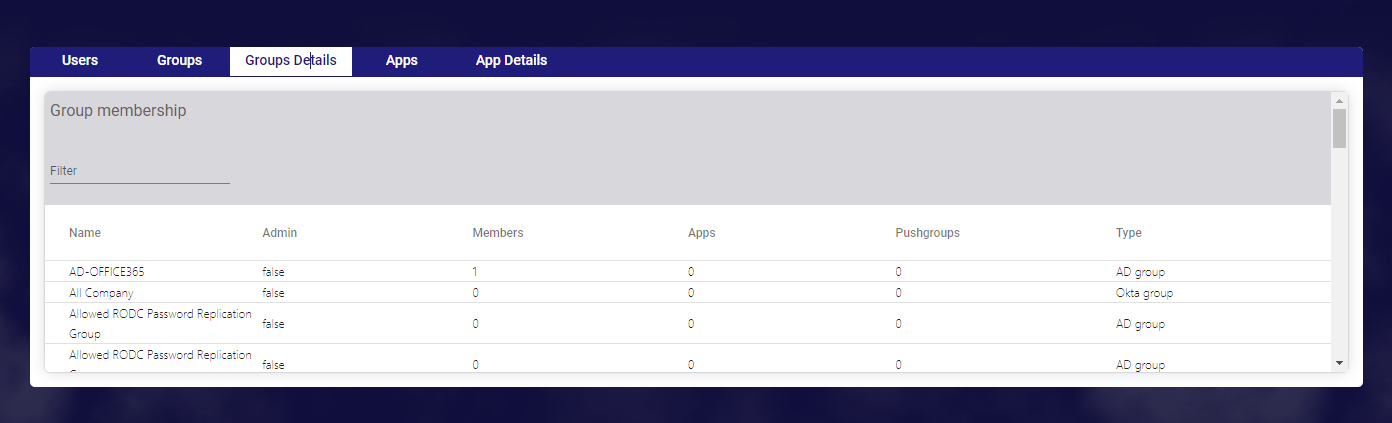 Users Groups Groups Details Apps App Details
Group membership
Filter
Name Admin Members Apps Pushgroups Type
AD-OFFICE365 false 1 0 0 AD group
All Company false 0 0 0 Okta group
Allowed RODC Password Replication
Group false 0 0 0 AD group
Allowed RODC Password Replication
false 0 0 0 AD group